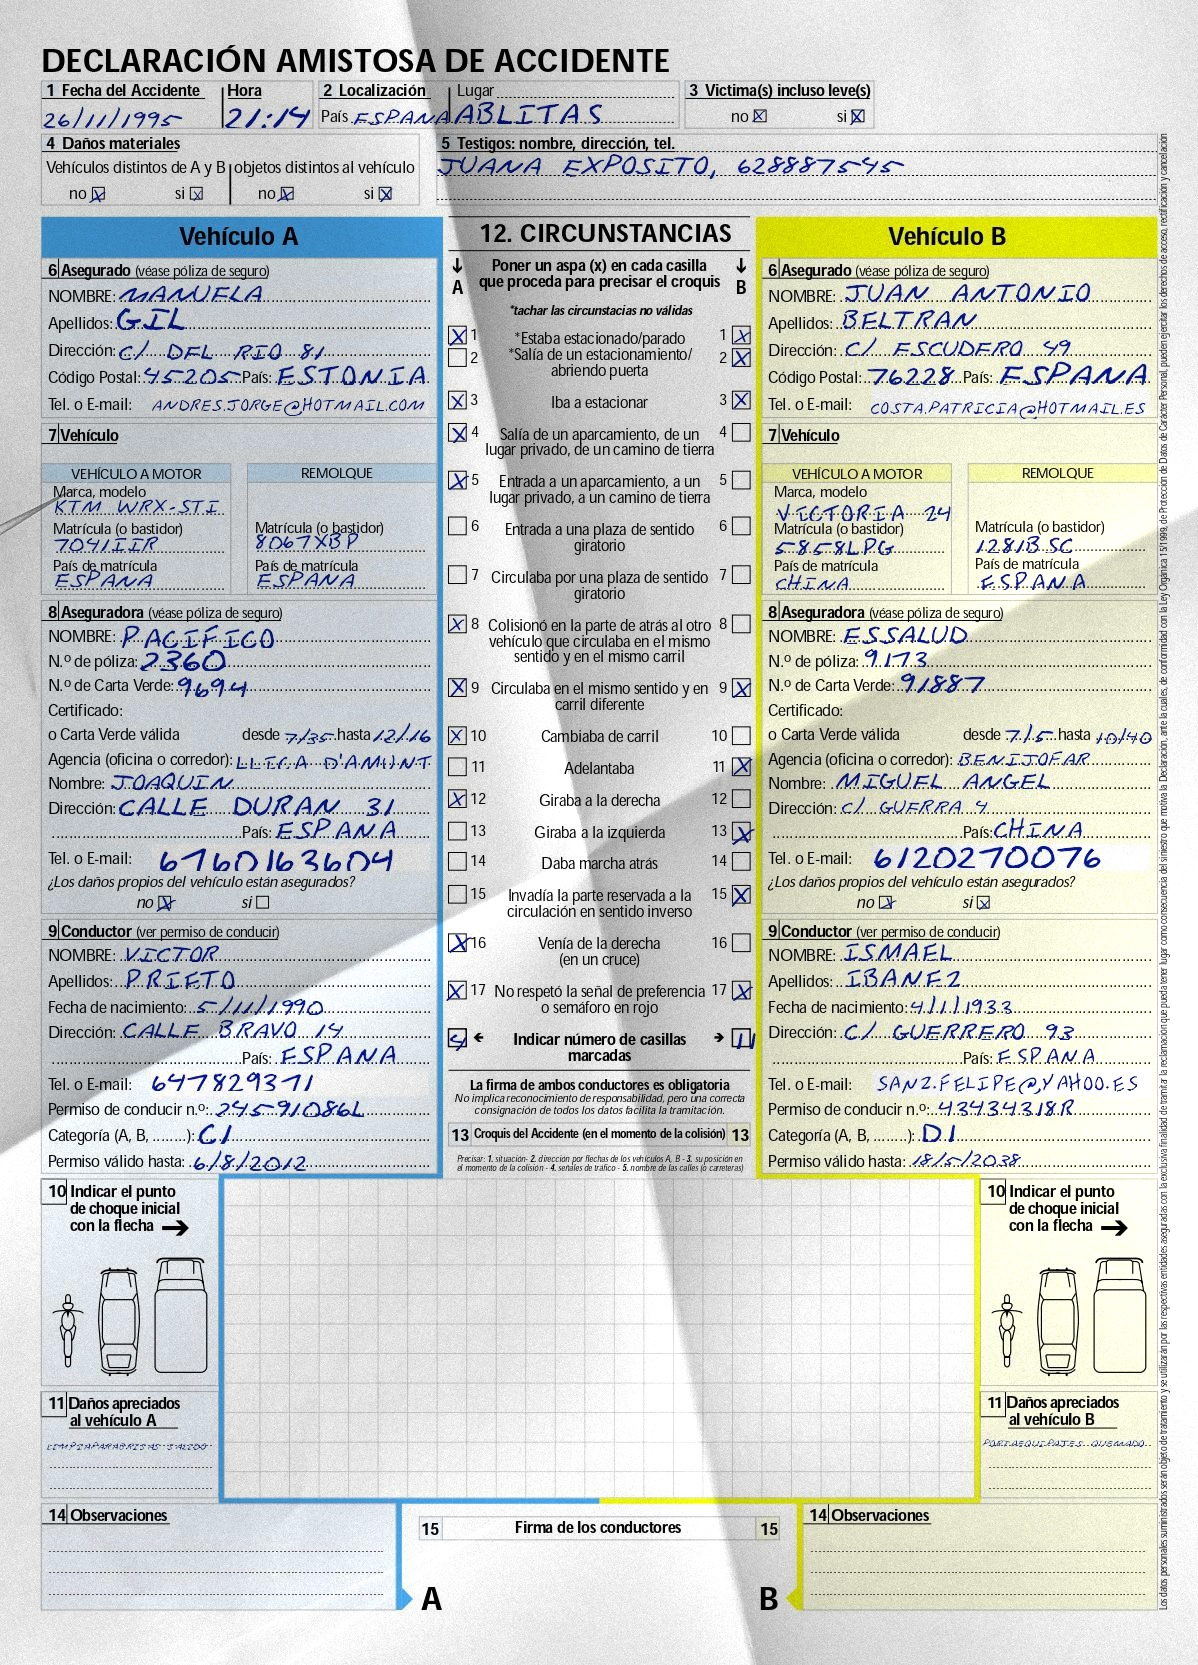 DECLARACIÓN AMISTOSA DE ACCIDENTE
1 Fecha del Accidente Hora 2 Localización Lugar 3 Victima(s) incluso leve(s)
26/11/1995 21:14 País ESPANA ABLITAS no X si X
4 Daños materiales 5 Testigos: nombre, dirección, tel.
Vehículos distintos de A y B objetos distintos al vehículo JUANA EXPOSITO, 628887545
no X si X no X si X
Vehículo A
6 Asegurado (véase póliza de seguro)
NOMBRE: MANUELA
Apellidos: GIL
Dirección: C/ DEL RIO 81
Código Postal: 45205 País: ESTONIA
Tel. o E-mail: ANDRES.JORGE@HOTMAIL.COM
7 Vehículo
VEHÍCULO A MOTOR REMOLQUE
Marca, modelo
KTM WRX-STI
Matrícula (o bastidor) Matrícula (o bastidor)
7041IIR 8067XBP
País de matrícula País de matrícula
ESPANA ESPANA
8 Aseguradora (véase póliza de seguro)
NOMBRE: PACIFICO
N.º de póliza: 2360
N.º de Carta Verde: 9694
Certificado:
o Carta Verde válida desde 7/35 hasta 12/16
Agencia (oficina o corredor): LLICA D'AMUNT
Nombre: JOAQUIN
Dirección: CALLE DURAN 31
País: ESPANA
Tel. o E-mail: 6760163604
¿Los daños propios del vehículo están asegurados?
no X si
9 Conductor (ver permiso de conducir)
NOMBRE: VICTOR
Apellidos: PRIETO
Fecha de nacimiento: 5/11/1990
Dirección: CALLE BRAVO 14
País: ESPANA
Tel. o E-mail: 647829371
Permiso de conducir n.º: 24591086L
Categoría (A, B, ........): C1
Permiso válido hasta: 6/8/2012
12. CIRCUNSTANCIAS
Poner un aspa (x) en cada casilla
A que proceda para precisar el croquis B
*tachar las circunstacias no válidas
X 1 *Estaba estacionado/parado 1 X
2 *Salía de un estacionamiento/ 2 X
abriendo puerta
X 3 Iba a estacionar 3 X
X 4 Salía de un aparcamiento, de un 4
lugar privado, de un camino de tierra
X 5 Entrada a un aparcamiento, a un 5
lugar privado, a un camino de tierra
6 Entrada a una plaza de sentido 6
giratorio
7 Circulaba por una plaza de sentido 7
giratorio
X 8 Colisionó en la parte de atrás al otro 8
vehículo que circulaba en el mismo
sentido y en el mismo carril
X 9 Circulaba en el mismo sentido y en 9 X
carril diferente
X 10 Cambiaba de carril 10
11 Adelantaba 11 X
X 12 Giraba a la derecha 12
13 Giraba a la izquierda 13 X
14 Daba marcha atrás 14
15 Invadía la parte reservada a la 15 X
circulación en sentido inverso
X 16 Venía de la derecha 16
(en un cruce)
X 17 No respetó la señal de preferencia 17 X
o semáforo en rojo
9 Indicar número de casillas 11
marcadas
La firma de ambos conductores es obligatoria
No implica reconocimiento de responsabilidad, pero una correcta
consignación de todos los datos facilita la tramitación.
13 Croquis del Accidente (en el momento de la colisión) 13
Precisar: 1. situación- 2. dirección por flechas de los vehículos A, B - 3. su posición en
el momento de la colisión - 4. señales de tráfico - 5. nombre de las calles (o carreteras)
Vehículo B
6 Asegurado (véase póliza de seguro)
NOMBRE: JUAN ANTONIO
Apellidos: BELTRAN
Dirección: C/ ESCUDERO 49
Código Postal: 76228 País: ESPANA
Tel. o E-mail: COSTA.PATRICIA@HOTMAIL.ES
7 Vehículo
VEHÍCULO A MOTOR REMOLQUE
Marca, modelo
VICTORIA 24
Matrícula (o bastidor) Matrícula (o bastidor)
5858LPG 1281BSC
País de matrícula País de matrícula
CHINA ESPANA
8 Aseguradora (véase póliza de seguro)
NOMBRE: ESSALUD
N.º de póliza: 9173
N.º de Carta Verde: 91887
Certificado:
o Carta Verde válida desde 7/5 hasta 10/40
Agencia (oficina o corredor): BENIJOFAR
Nombre: MIGUEL ANGEL
Dirección: C/ GUERRA 4
País: CHINA
Tel. o E-mail: 6120270076
¿Los daños propios del vehículo están asegurados?
no X si X
9 Conductor (ver permiso de conducir)
NOMBRE: ISMAEL
Apellidos: IBANEZ
Fecha de nacimiento: 4/1/1933
Dirección: C/ GUERRERO 93
País: ESPANA
Tel. o E-mail: SANZ.FELIPE@YAHOO.ES
Permiso de conducir n.º: 43434318R
Categoría (A, B, ........): D1
Permiso válido hasta: 18/5/2038
10 Indicar el punto
de choque inicial
con la flecha
10 Indicar el punto
de choque inicial
con la flecha
11 Daños apreciados
al vehículo A
LIMPIAPARABRISAS SALIDO
11 Daños apreciados
al vehículo B
PORTAEQUIPAJES QUEMADO
14 Observaciones 15 Firma de los conductores 15 14 Observaciones
A B
Los datos personales suministrados serán objeto de tratamiento y se utilizarán por las respectivas entidades aseguradas con la exclusiva finalidad de tramitar la reclamación que pueda tener lugar como consecuencia del siniestro que motiva la Declaración, ante la cuales, de conformidad con la Ley Orgánica 15/1999, de Protección de Datos de Carácter Personal, pueden ejercitar los derechos de acceso, rectificación y cancelación